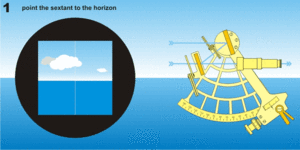 1 point the sextant to the horizon